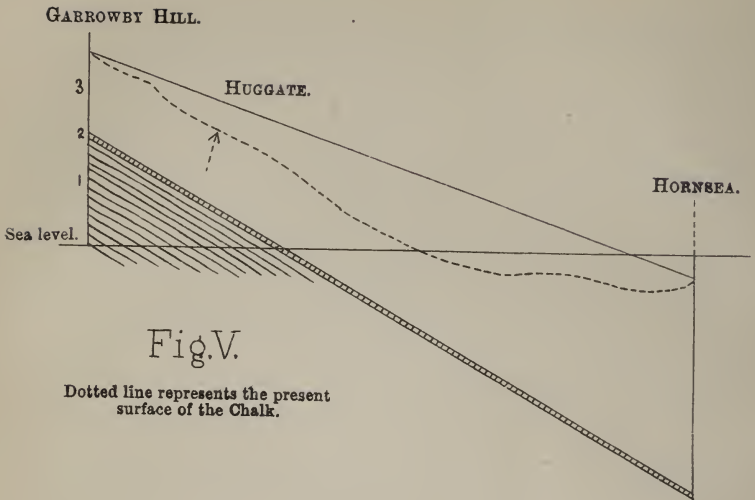 GARROWBY HILL.
3
HUGGATE.
2
1
HORNSEA.
Sea level.
Fig.V.
Dotted line represents the present
surface of the Chalk.